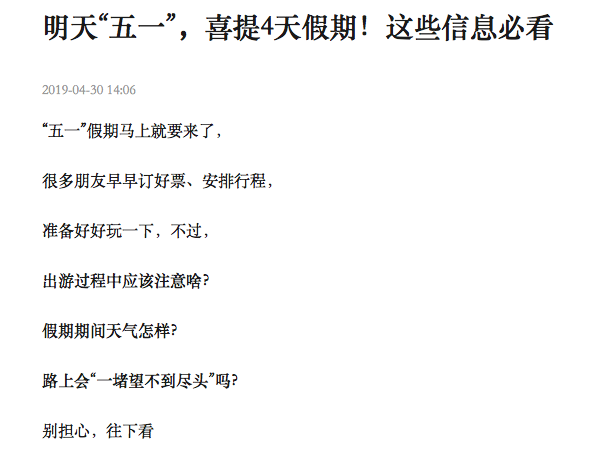 明天“五一”，喜提4天假期！这些信息必看
2019-04-30 14:06
“五一”假期马上就要来了，
很多朋友早早订好票、安排行程，
准备好好玩一下，不过，
出游过程中应该注意啥?
假期期间天气怎样?
路上会“一堵望不到尽头”吗?
别担心，往下看